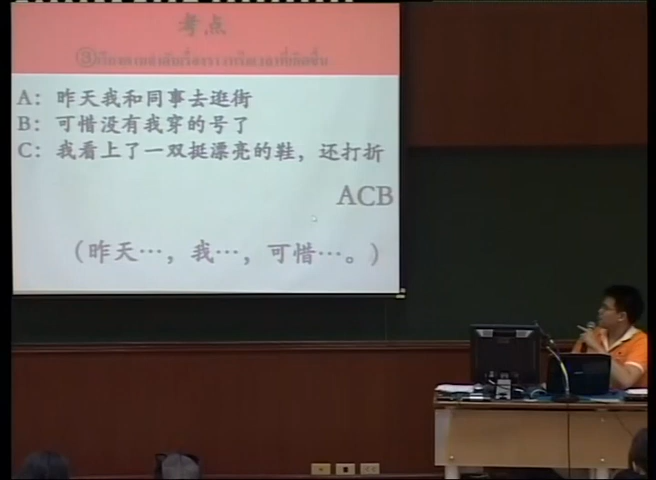 考点
A：昨天我和同事去逛街
B：可惜没有我穿的号了
C：我看上了一双挺漂亮的鞋，还打折
ACB
（昨天…，我…，可惜…。）